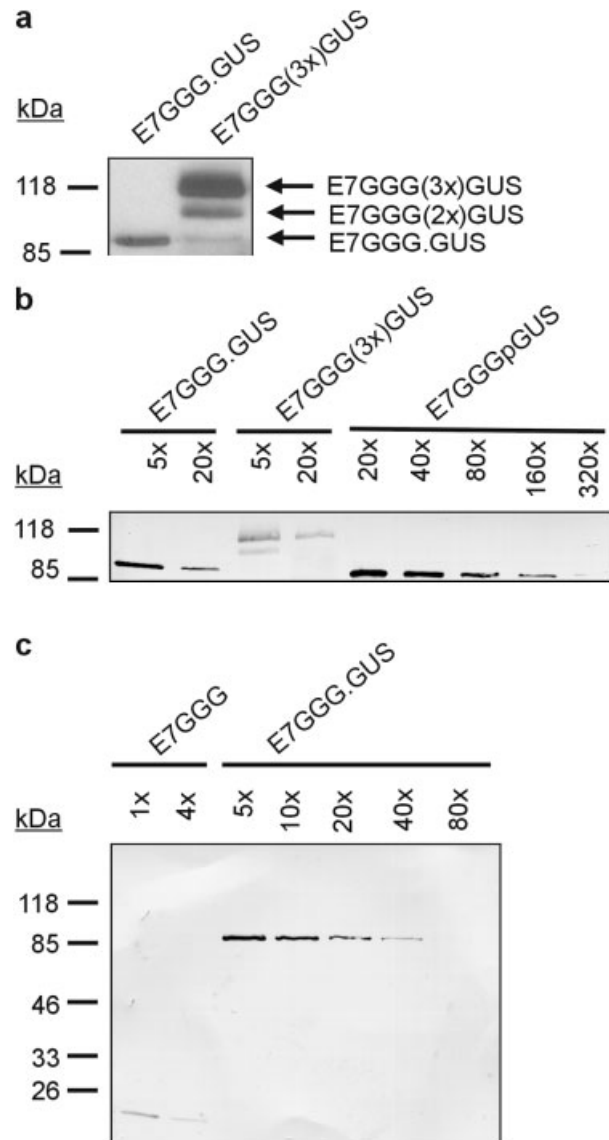 a
E7GGG.GUS
E7GGG(3x)GUS
kDa
118
85
E7GGG(3x)GUS
E7GGG(2x)GUS
E7GGG.GUS
b
E7GGG.GUS
E7GGG(3x)GUS
E7GGGpGUS
5x 20x 5x 20x 20x 40x 80x 160x 320x
kDa
118
85
c
E7GGG
E7GGG.GUS
1x 4x 5x 10x 20x 40x 80x
kDa
118
85
46
33
26